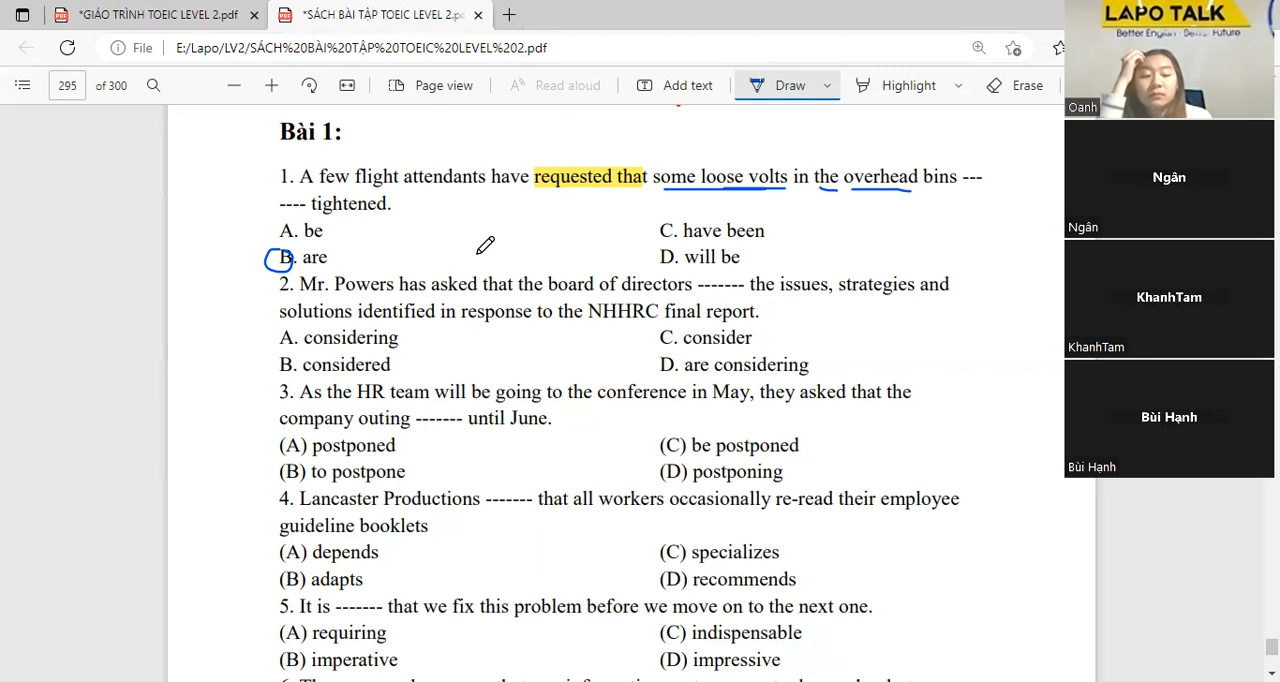 *GIÁO TRÌNH TOEIC LEVEL 2.pdf
*SÁCH BÀI TẬP TOEIC LEVEL 2.p
File
E:/Lapo/LV2/SÁCH%20BÀI%20TẬP%20TOEIC%20LEVEL%202.pdf
295 of 300
Page view
Read aloud
Add text
Draw
Highlight
Erase
Bài 1:
1. A few flight attendants have requested that some loose volts in the overhead bins ---
---- tightened.
A. be
C. have been
B. are
D. will be
2. Mr. Powers has asked that the board of directors ------- the issues, strategies and
solutions identified in response to the NHHRC final report.
A. considering
C. consider
B. considered
D. are considering
3. As the HR team will be going to the conference in May, they asked that the
company outing ------- until June.
(A) postponed
(C) be postponed
(B) to postpone
(D) postponing
4. Lancaster Productions ------- that all workers occasionally re-read their employee
guideline booklets
(A) depends
(C) specializes
(B) adapts
(D) recommends
5. It is ------- that we fix this problem before we move on to the next one.
(A) requiring
(C) indispensable
(B) imperative
(D) impressive
LAPO TALK
Better Future
Oanh
Ngân
Ngân
KhanhTam
KhanhTam
Bùi Hạnh
Bùi Hạnh